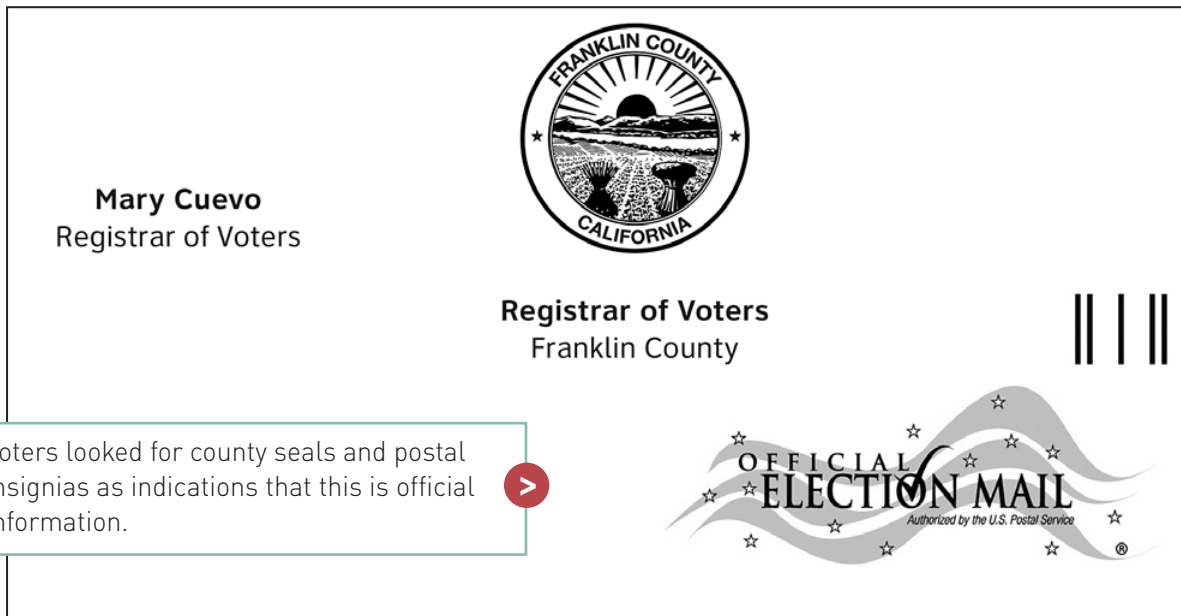 FRANKLIN COUNTY
CALIFORNIA
Mary Cuevo
Registrar of Voters
Registrar of Voters
Franklin County
oters looked for county seals and postal
nsignias as indications that this is official
nformation.
>
OFFICIAL
ELECTION MAIL
Authorized by the U.S. Postal Service
®